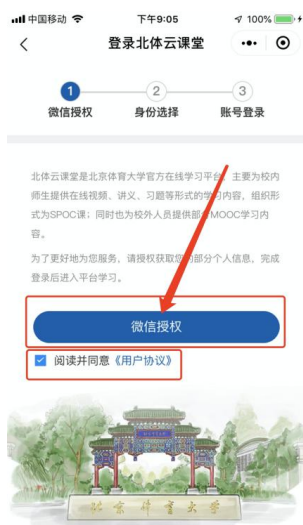 中国移动 下午9:05 100%
登录北体云课堂
1 2 3
微信授权 身份选择 账号登录
北体云课堂是北京体育大学官方在线学习平台，主要为校内
师生提供在线视频、讲义、习题等形式的学习内容，组织形
式为SPOC课；同时也为校外人员提供部分MOOC学习内
容。
为了更好地为您服务，请授权获取您的部分个人信息，完成
登录后进入平台学习。
微信授权
阅读并同意《用户协议》
北京体育大学